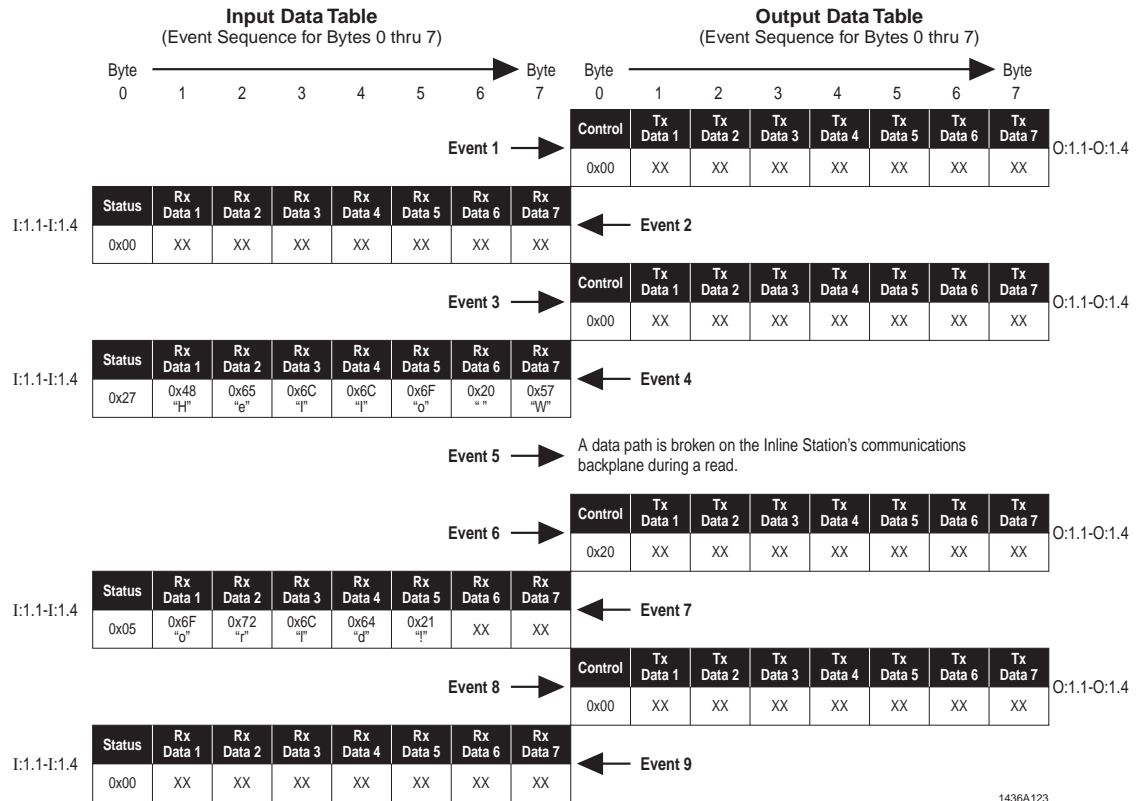 Input Data Table
(Event Sequence for Bytes 0 thru 7)
Output Data Table
(Event Sequence for Bytes 0 thru 7)
Byte Byte Byte Byte
0 1 2 3 4 5 6 7 0 1 2 3 4 5 6 7
Event 1
Control Tx Data 1 Tx Data 2 Tx Data 3 Tx Data 4 Tx Data 5 Tx Data 6 Tx Data 7
0x00 XX XX XX XX XX XX XX
O:1.1-O:1.4
I:1.1-I:1.4
Status Rx Data 1 Rx Data 2 Rx Data 3 Rx Data 4 Rx Data 5 Rx Data 6 Rx Data 7
0x00 XX XX XX XX XX XX XX
Event 2
Event 3
Control Tx Data 1 Tx Data 2 Tx Data 3 Tx Data 4 Tx Data 5 Tx Data 6 Tx Data 7
0x00 XX XX XX XX XX XX XX
O:1.1-O:1.4
I:1.1-I:1.4
Status Rx Data 1 Rx Data 2 Rx Data 3 Rx Data 4 Rx Data 5 Rx Data 6 Rx Data 7
0x27 0x48 0x65 0x6C 0x6C 0x6F 0x20 0x57
“H” “e” “l” “l” “o” “ ” “W”
Event 4
Event 5
A data path is broken on the Inline Station’s communications
backplane during a read.
Event 6
Control Tx Data 1 Tx Data 2 Tx Data 3 Tx Data 4 Tx Data 5 Tx Data 6 Tx Data 7
0x20 XX XX XX XX XX XX XX
O:1.1-O:1.4
I:1.1-I:1.4
Status Rx Data 1 Rx Data 2 Rx Data 3 Rx Data 4 Rx Data 5 Rx Data 6 Rx Data 7
0x05 0x6F 0x72 0x6C 0x64 0x21 XX XX
“o” “r” “l” “d” “!”
Event 7
Event 8
Control Tx Data 1 Tx Data 2 Tx Data 3 Tx Data 4 Tx Data 5 Tx Data 6 Tx Data 7
0x00 XX XX XX XX XX XX XX
O:1.1-O:1.4
I:1.1-I:1.4
Status Rx Data 1 Rx Data 2 Rx Data 3 Rx Data 4 Rx Data 5 Rx Data 6 Rx Data 7
0x00 XX XX XX XX XX XX XX
Event 9
1436A123